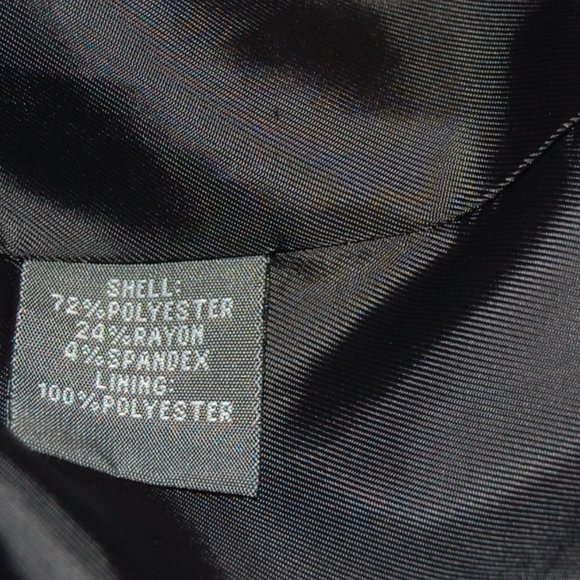 SHELL:
72%POLYESTER
24%RAYON
4%SPANDEX
LINING:
100%POLYESTER